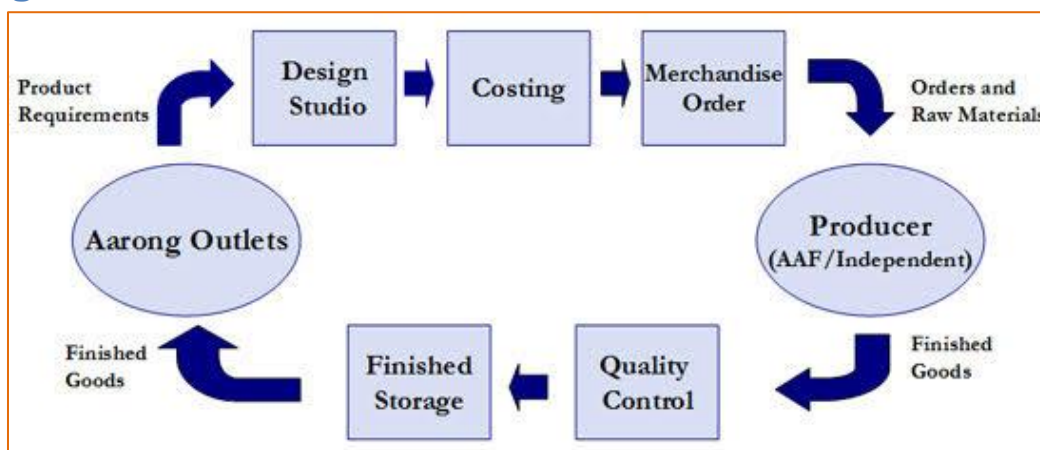 Product
Requirements
Design
Studio
Costing
Merchandise
Order
Orders and
Raw Materials
Aarong Outlets
Producer
(AAF/Independent)
Finished
Goods
Finished
Storage
Quality
Control
Finished
Goods